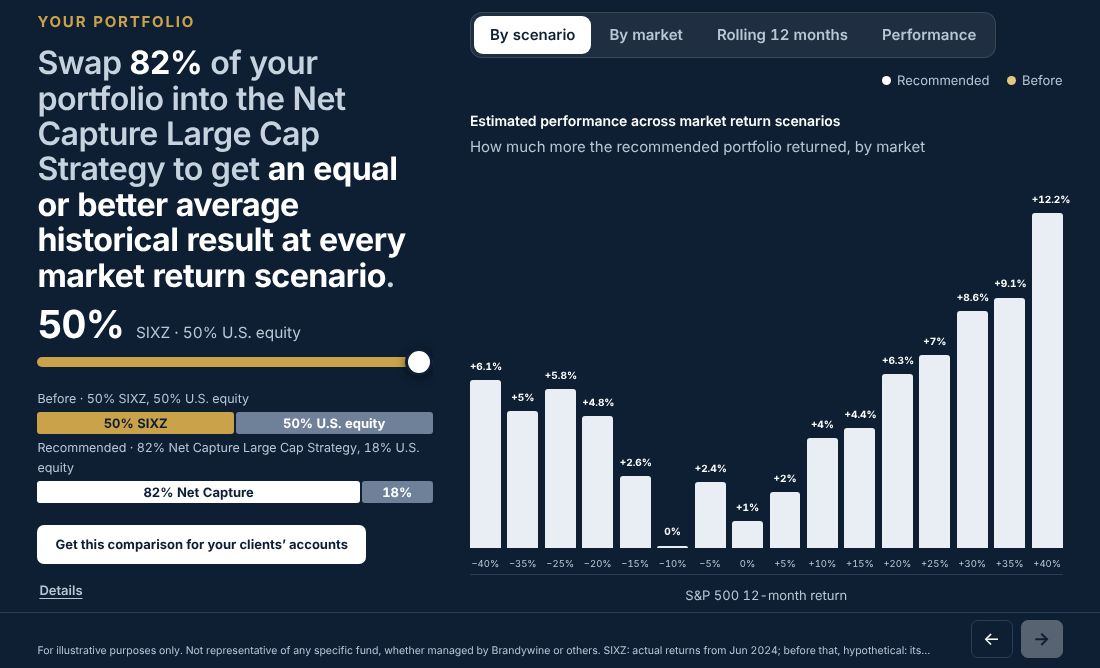 YOUR PORTFOLIO
Swap 82% of your
portfolio into the Net
Capture Large Cap
Strategy to get an equal
or better average
historical result at every
market return scenario.
50% SIXZ · 50% U.S. equity
Before · 50% SIXZ, 50% U.S. equity
50% SIXZ 50% U.S. equity
Recommended · 82% Net Capture Large Cap Strategy, 18% U.S.
equity
82% Net Capture 18%
Get this comparison for your clients’ accounts
Details
By scenario By market Rolling 12 months Performance
Recommended Before
Estimated performance across market return scenarios
How much more the recommended portfolio returned, by market
+6.1% +5% +5.8% +4.8% +2.6% 0% +2.4% +1% +2% +4% +4.4% +6.3% +7% +8.6% +9.1% +12.2%
−40% −35% −25% −20% −15% −10% −5% 0% +5% +10% +15% +20% +25% +30% +35% +40%
S&P 500 12-month return
For illustrative purposes only. Not representative of any specific fund, whether managed by Brandywine or others. SIXZ: actual returns from Jun 2024; before that, hypothetical: its…